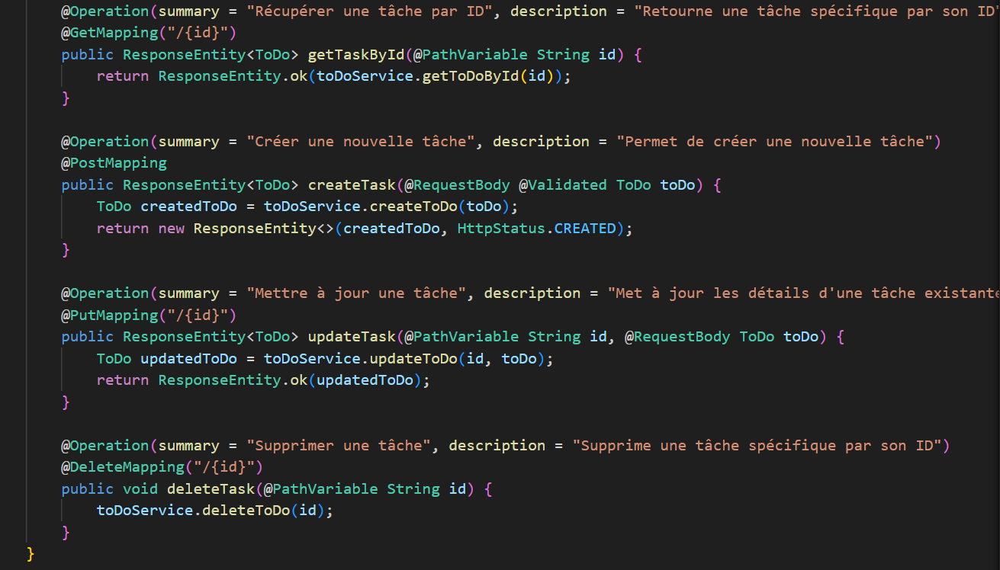 @Operation(summary = "Récupérer une tâche par ID", description = "Retourne une tâche spécifique par son ID"
@GetMapping("/{id}")
public ResponseEntity<ToDo> getTaskById(@PathVariable String id) {
return ResponseEntity.ok(toDoService.getToDoById(id));
}
@Operation(summary = "Créer une nouvelle tâche", description = "Permet de créer une nouvelle tâche")
@PostMapping
public ResponseEntity<ToDo> createTask(@RequestBody @Validated ToDo toDo) {
ToDo createdToDo = toDoService.createToDo(toDo);
return new ResponseEntity<>(createdToDo, HttpStatus.CREATED);
}
@Operation(summary = "Mettre à jour une tâche", description = "Met à jour les détails d'une tâche existante
@PutMapping("/{id}")
public ResponseEntity<ToDo> updateTask(@PathVariable String id, @RequestBody ToDo toDo) {
ToDo updatedToDo = toDoService.updateToDo(id, toDo);
return ResponseEntity.ok(updatedToDo);
}
@Operation(summary = "Supprimer une tâche", description = "Supprime une tâche spécifique par son ID")
@DeleteMapping("/{id}")
public void deleteTask(@PathVariable String id) {
toDoService.deleteToDo(id);
}
}